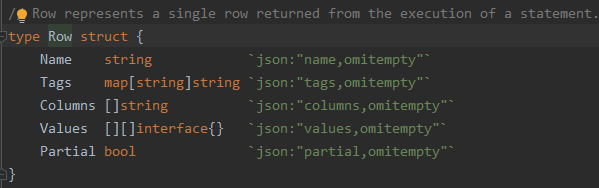 / Row represents a single row returned from the execution of a statement.
type Row struct {
    Name    string            `json:"name,omitempty"`
    Tags    map[string]string `json:"tags,omitempty"`
    Columns []string          `json:"columns,omitempty"`
    Values  [][]interface{}   `json:"values,omitempty"`
    Partial bool              `json:"partial,omitempty"`
}